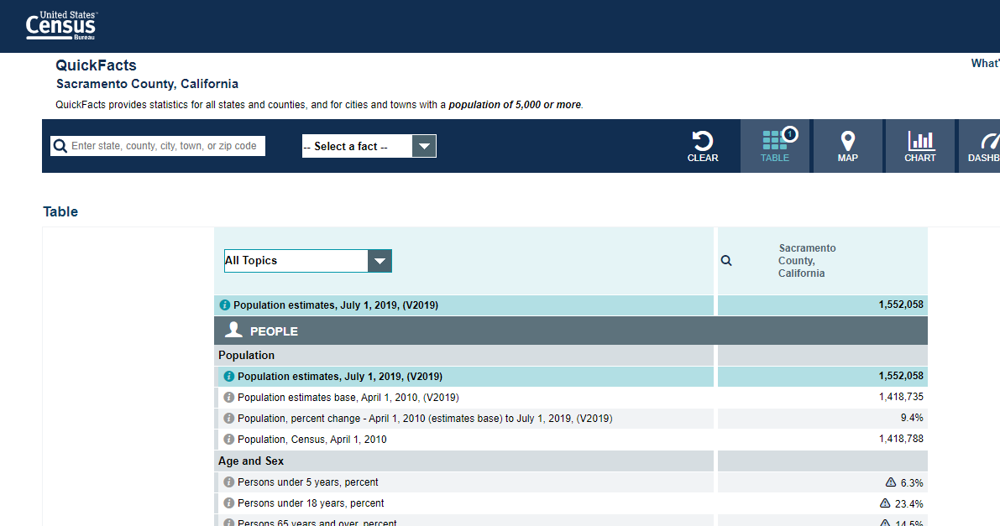 United States™
Census
Bureau
QuickFacts
What'
Sacramento County, California
QuickFacts provides statistics for all states and counties, and for cities and towns with a population of 5,000 or more.
Enter state, county, city, town, or zip code
-- Select a fact --
CLEAR
1
TABLE
MAP
CHART
DASHB
Table
All Topics
Sacramento
County,
California
Population estimates, July 1, 2019, (V2019) 1,552,058
PEOPLE
Population
Population estimates, July 1, 2019, (V2019) 1,552,058
Population estimates base, April 1, 2010, (V2019) 1,418,735
Population, percent change - April 1, 2010 (estimates base) to July 1, 2019, (V2019) 9.4%
Population, Census, April 1, 2010 1,418,788
Age and Sex
Persons under 5 years, percent 6.3%
Persons under 18 years, percent 23.4%
Persons 65 years and over, percent 14.5%